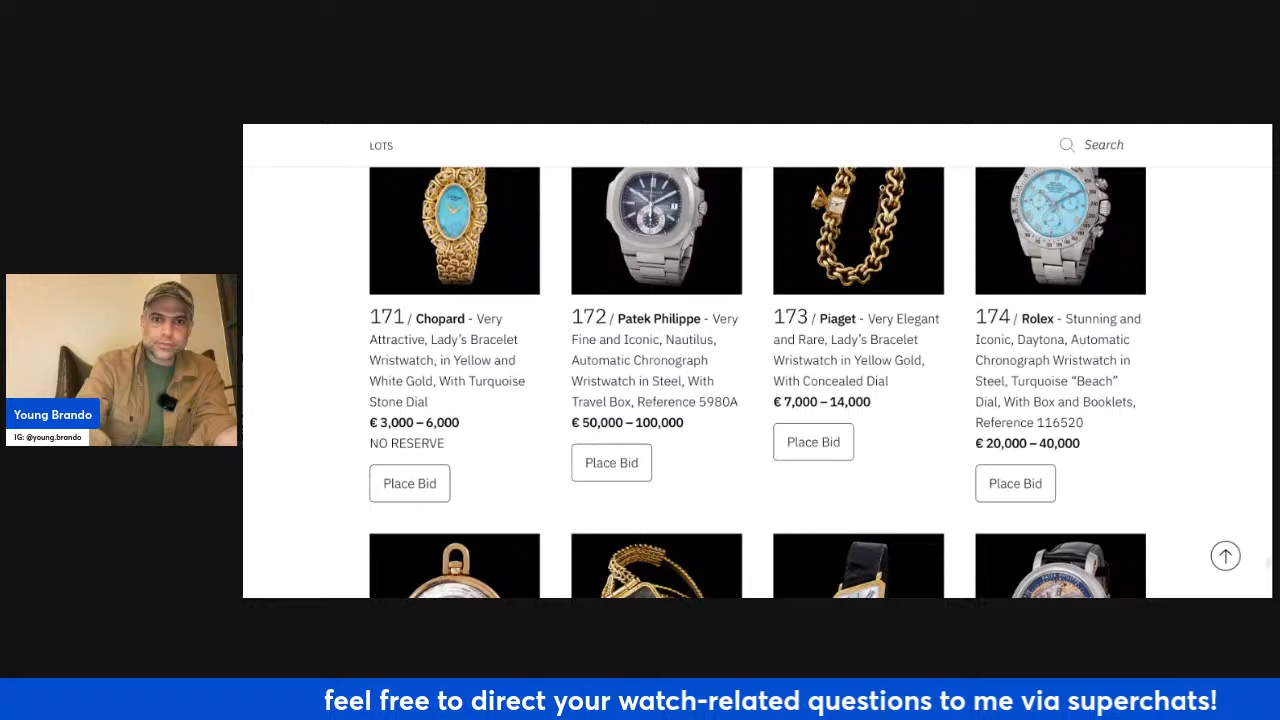 LOTS
Search
171 / Chopard - Very
Attractive, Lady's Bracelet
Wristwatch, in Yellow and
White Gold, With Turquoise
Stone Dial
€ 3,000 – 6,000
NO RESERVE
Place Bid
172 / Patek Philippe - Very
Fine and Iconic, Nautilus,
Automatic Chronograph
Wristwatch in Steel, With
Travel Box, Reference 5980A
€ 50,000 – 100,000
Place Bid
173 / Piaget - Very Elegant
and Rare, Lady's Bracelet
Wristwatch in Yellow Gold,
With Concealed Dial
€ 7,000 – 14,000
Place Bid
174 / Rolex - Stunning and
Iconic, Daytona, Automatic
Chronograph Wristwatch in
Steel, Turquoise “Beach”
Dial, With Box and Booklets,
Reference 116520
€ 20,000 – 40,000
Place Bid
Young Brando
IG: @young.brando
feel free to direct your watch-related questions to me via superchats!